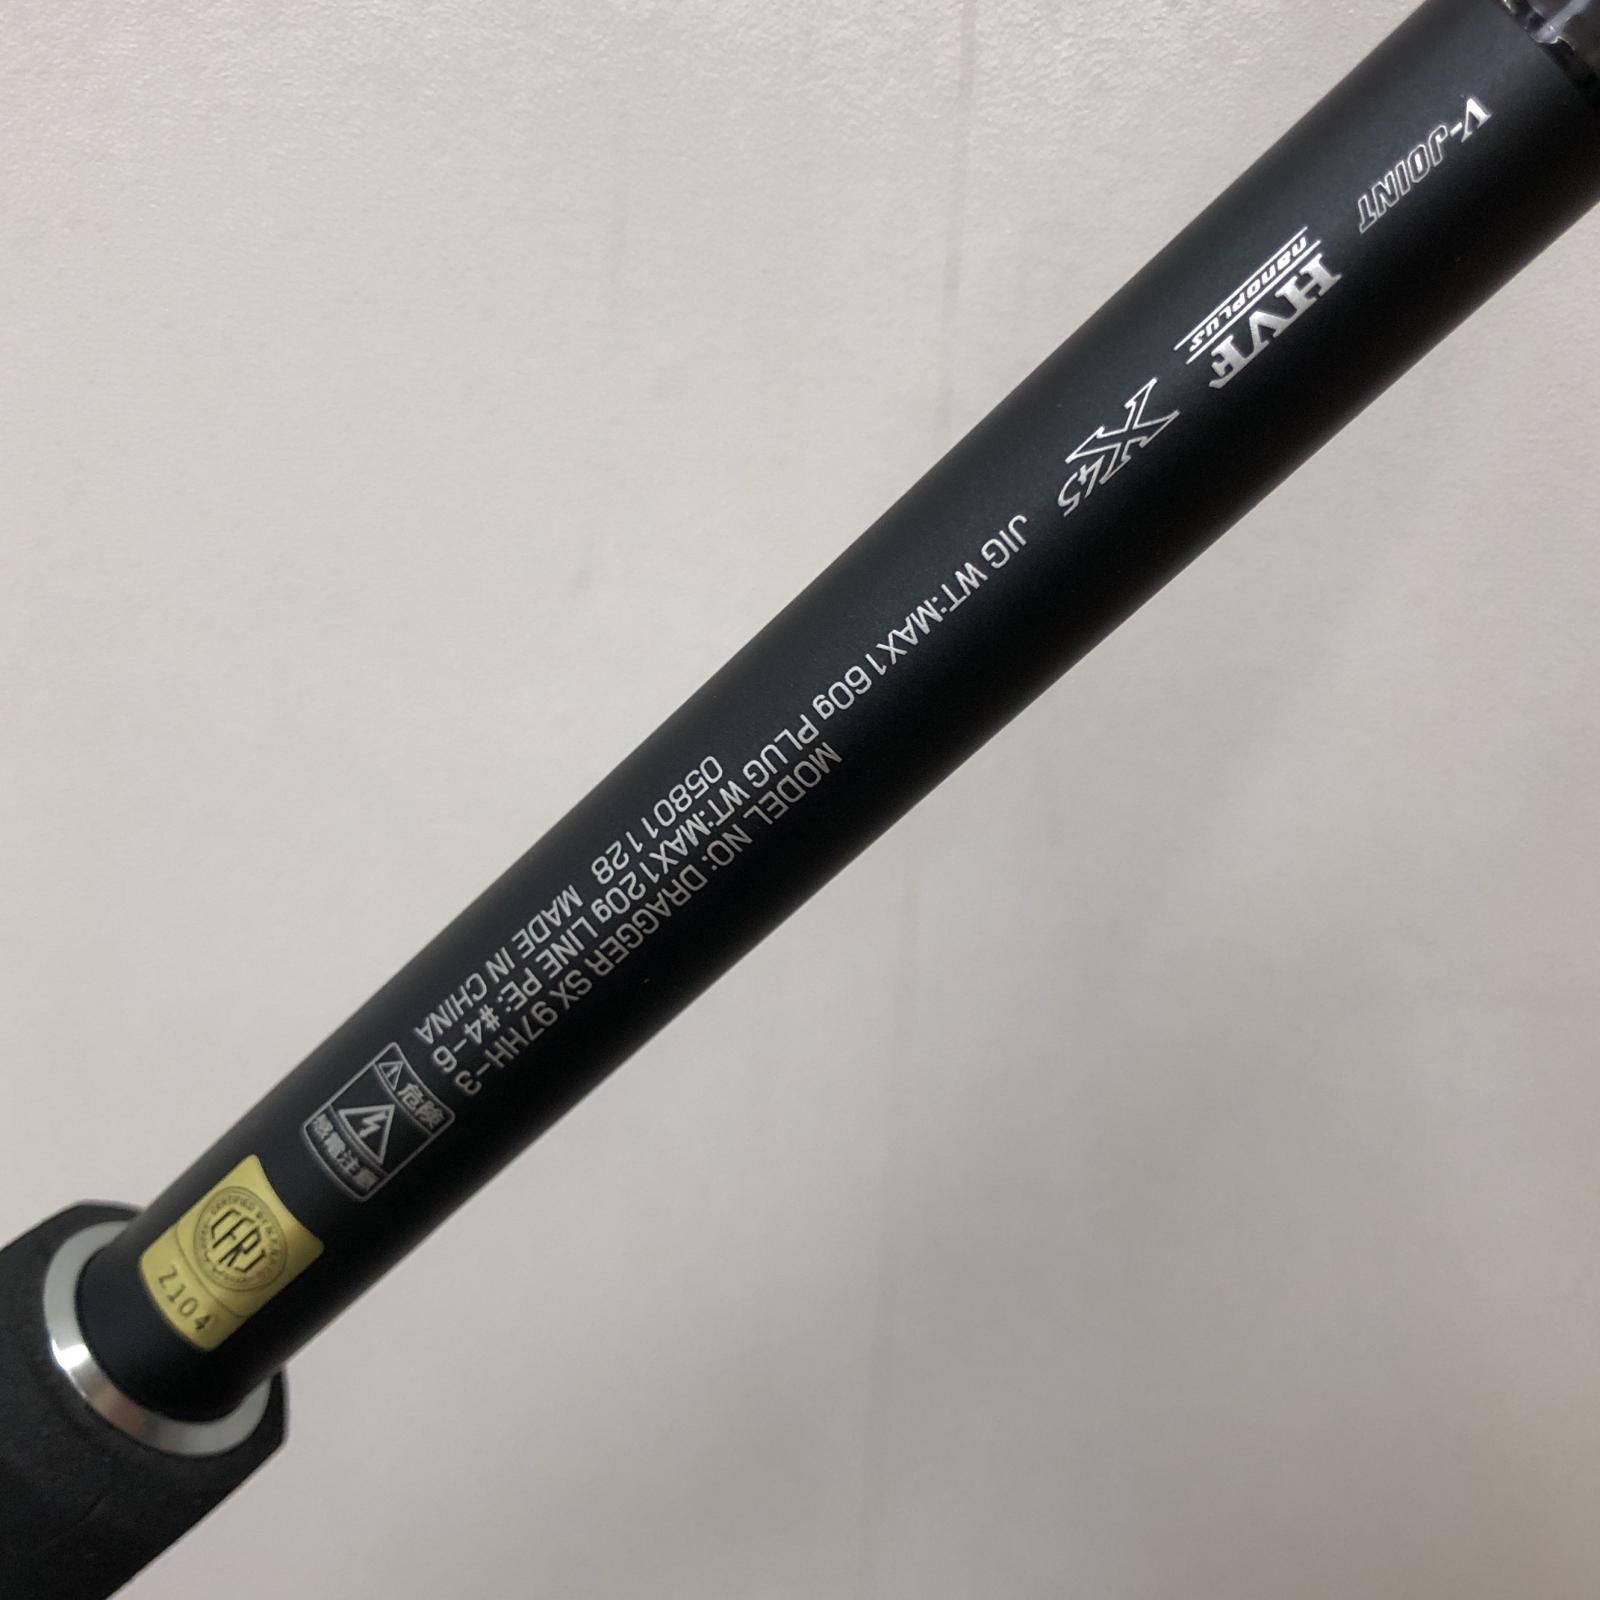 V-JOINT
HVF
nanoPLUS
X45
MODEL NO: DRAGGER SX 97HH-3
JIG WT:MAX160g PLUG WT:MAX120g LINE PE: #4-6
05801128 MADE IN CHINA
危険
感電注意
CFRJ
Z104